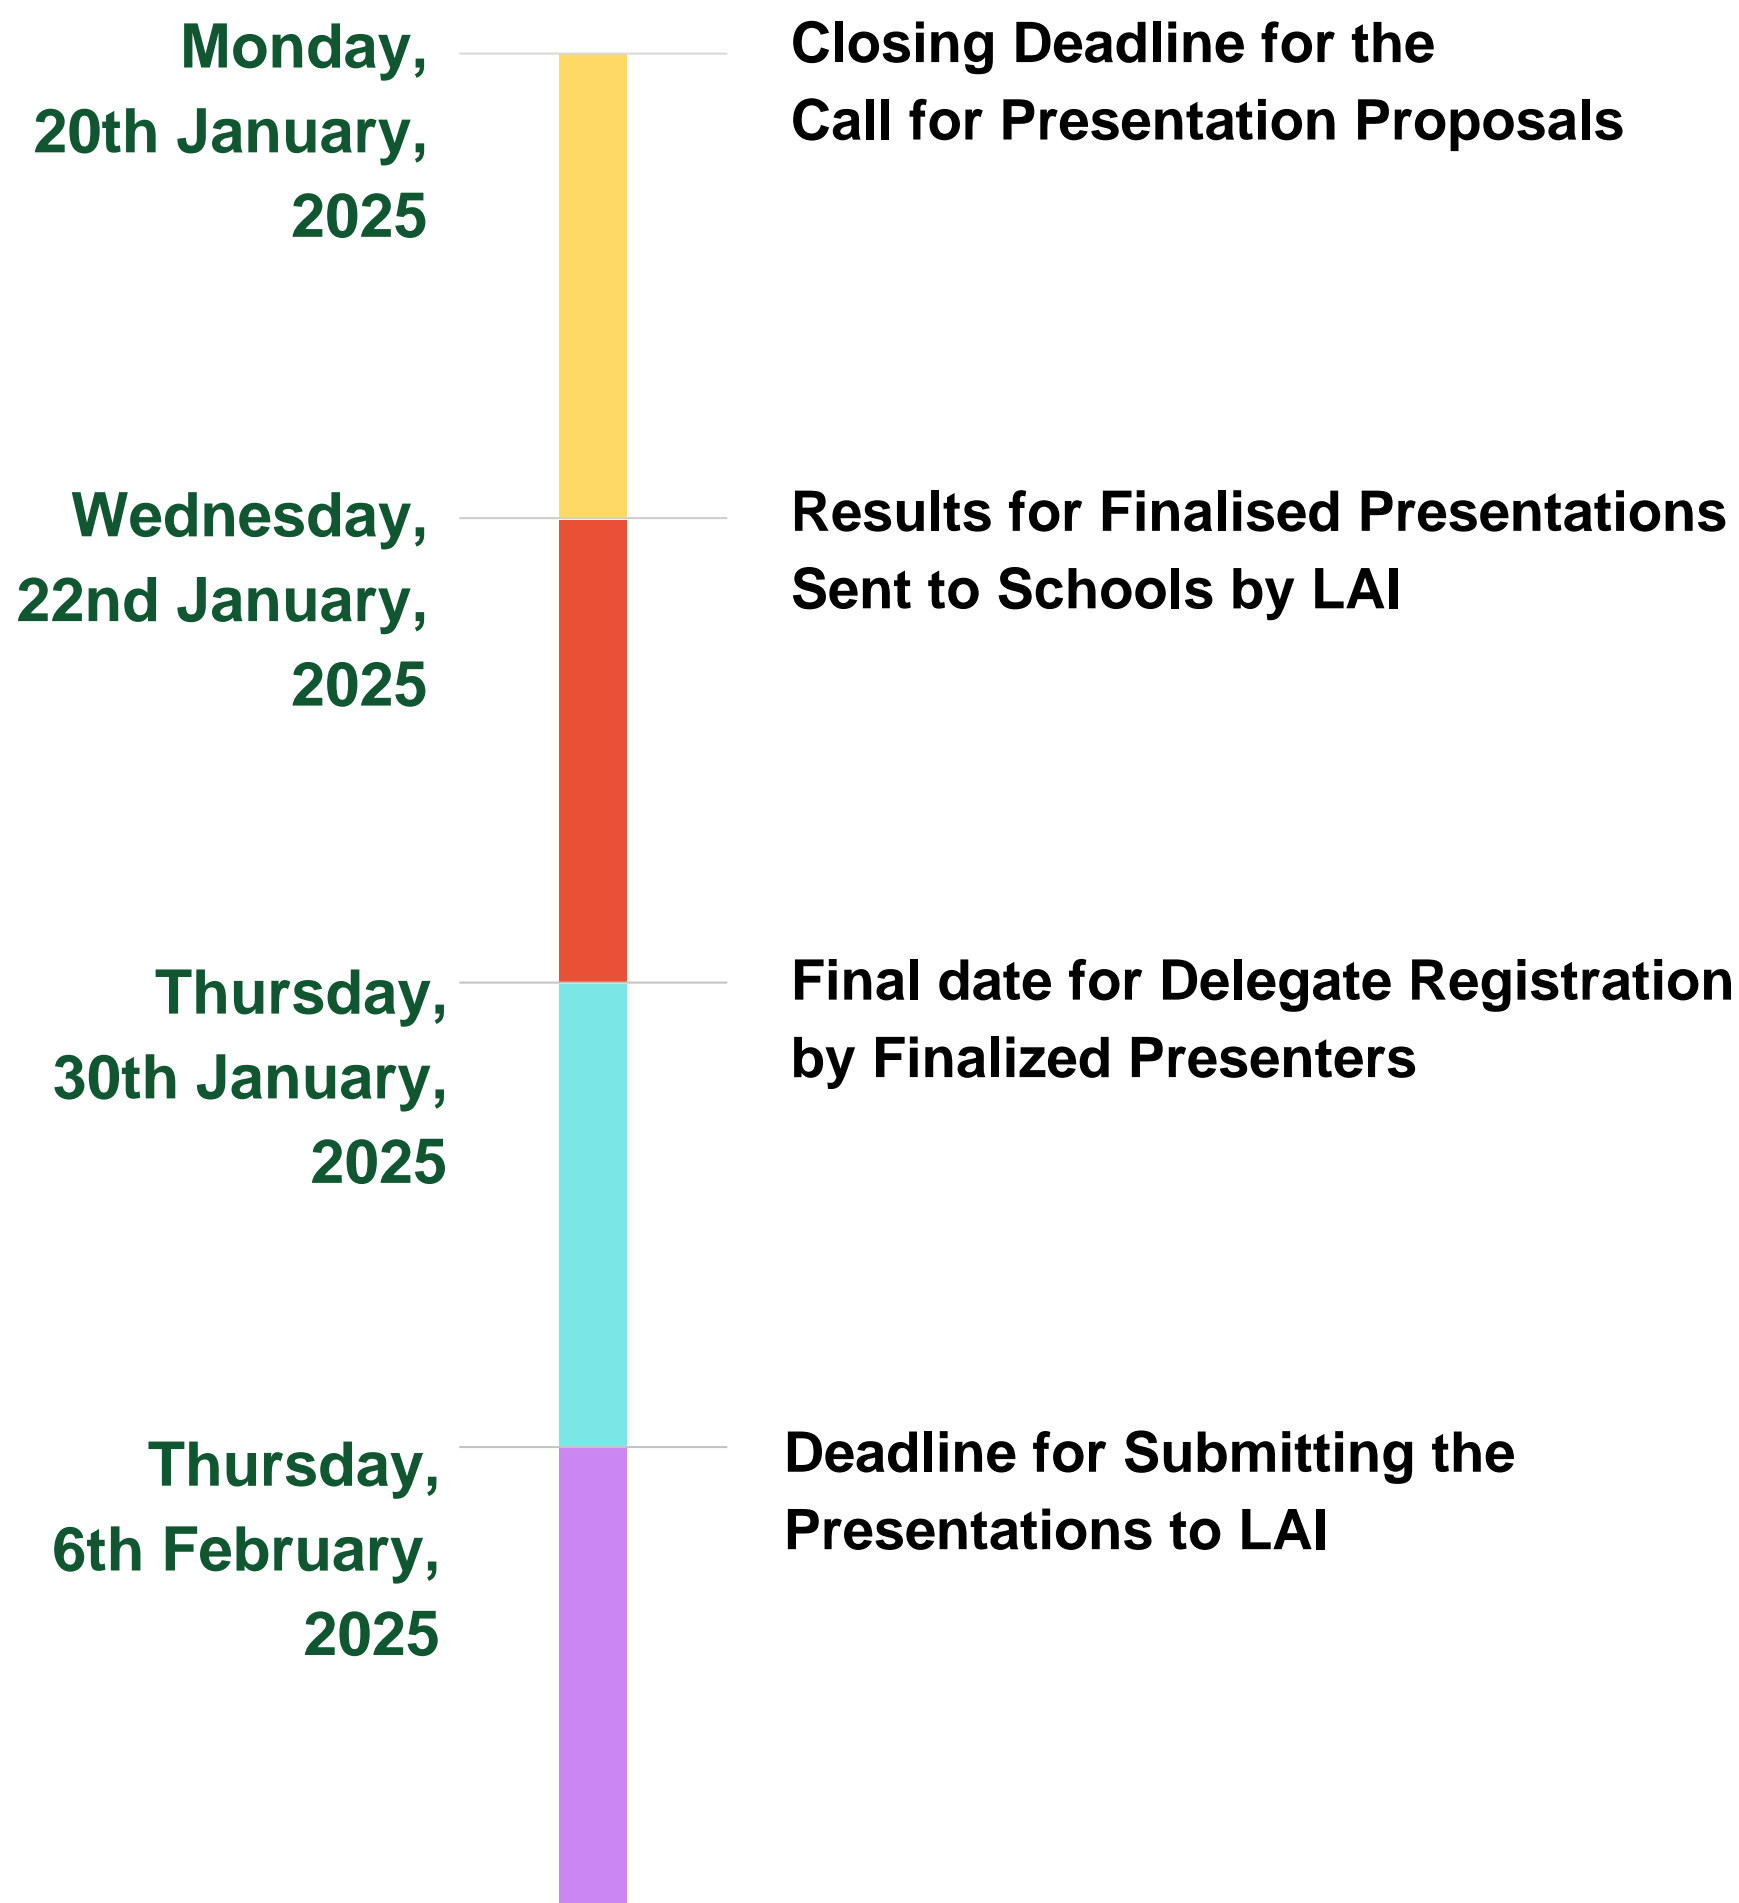 Monday,
20th January,
2025
Closing Deadline for the
Call for Presentation Proposals
Wednesday,
22nd January,
2025
Results for Finalised Presentations
Sent to Schools by LAI
Thursday,
30th January,
2025
Final date for Delegate Registration
by Finalized Presenters
Thursday,
6th February,
2025
Deadline for Submitting the
Presentations to LAI